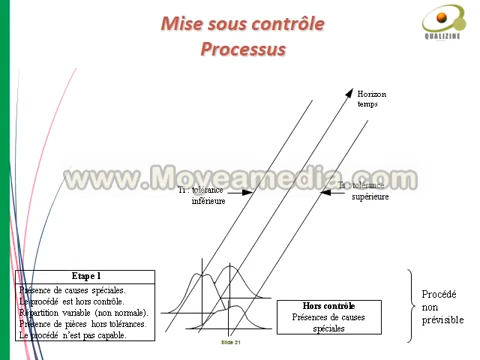 Mise sous contrôle
Processus
QUALIZINE
Horizon
temps
www.Moveamedia.com
Ti : tolérance
inférieure
Ts : tolérance
supérieure
Etape 1
Présence de causes spéciales.
Le procédé est hors contrôle.
Répartition variable (non normale).
Présence de pièces hors tolérances.
Le procédé n'est pas capable.
Hors contrôle
Présences de causes
spéciales
Procédé
non
prévisible
Slide 21